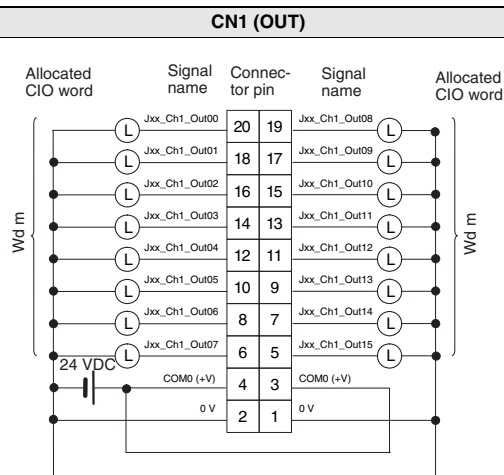 CN1 (OUT)
Allocated CIO word Signal name Connec-tor pin Signal name Allocated CIO word
Wd m Wd m
L Jxx_Ch1_Out00 20 19 Jxx_Ch1_Out08 L
L Jxx_Ch1_Out01 18 17 Jxx_Ch1_Out09 L
L Jxx_Ch1_Out02 16 15 Jxx_Ch1_Out10 L
L Jxx_Ch1_Out03 14 13 Jxx_Ch1_Out11 L
L Jxx_Ch1_Out04 12 11 Jxx_Ch1_Out12 L
L Jxx_Ch1_Out05 10 9 Jxx_Ch1_Out13 L
L Jxx_Ch1_Out06 8 7 Jxx_Ch1_Out14 L
L Jxx_Ch1_Out07 6 5 Jxx_Ch1_Out15 L
24 VDC COM0 (+V) 4 3 COM0 (+V)
0 V 2 1 0 V